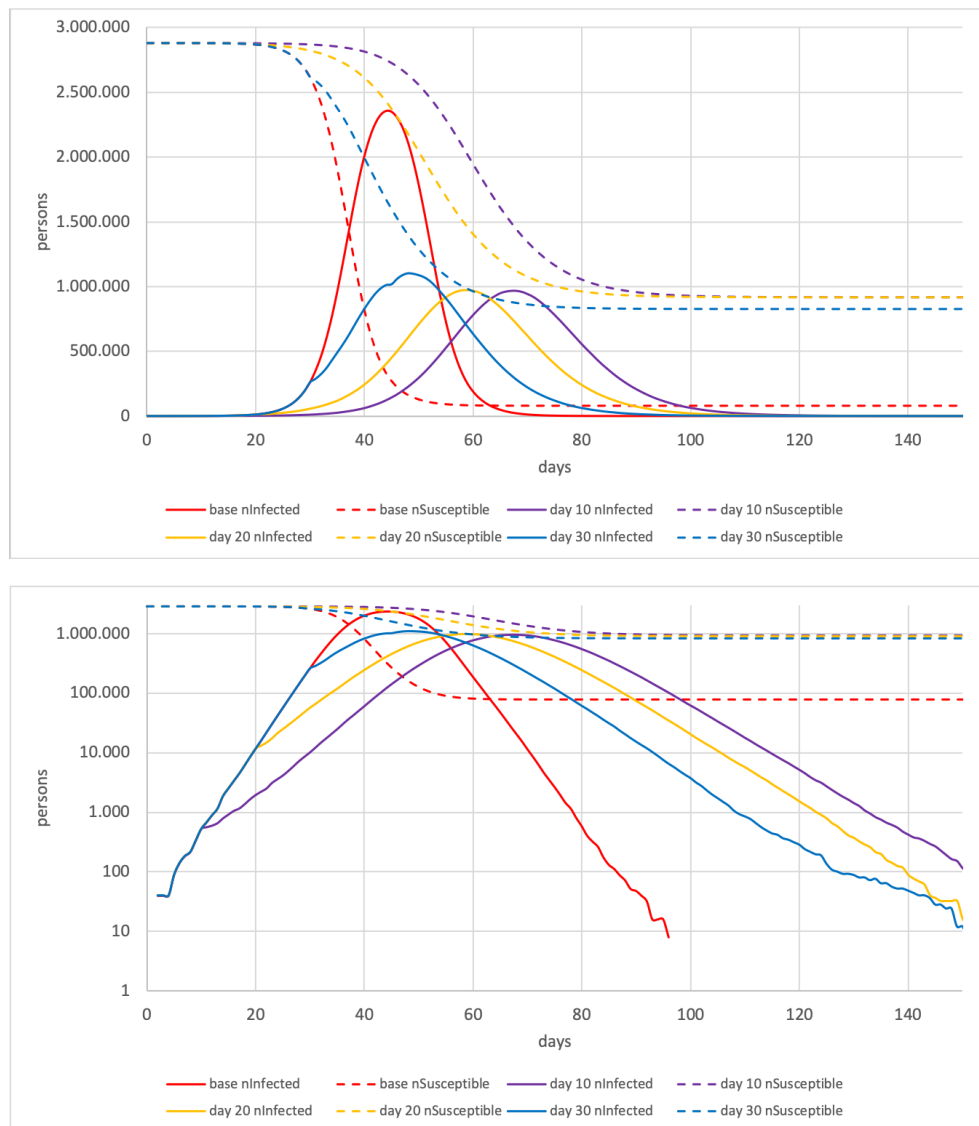 3.000.000
2.500.000
2.000.000
1.500.000
1.000.000
500.000
0
persons
0 20 40 60 80 100 120 140
days
base nInfected base nSusceptible day 10 nInfected day 10 nSusceptible
day 20 nInfected day 20 nSusceptible day 30 nInfected day 30 nSusceptible
1.000.000
100.000
10.000
1.000
100
10
1
persons
0 20 40 60 80 100 120 140
days
base nInfected base nSusceptible day 10 nInfected day 10 nSusceptible
day 20 nInfected day 20 nSusceptible day 30 nInfected day 30 nSusceptible